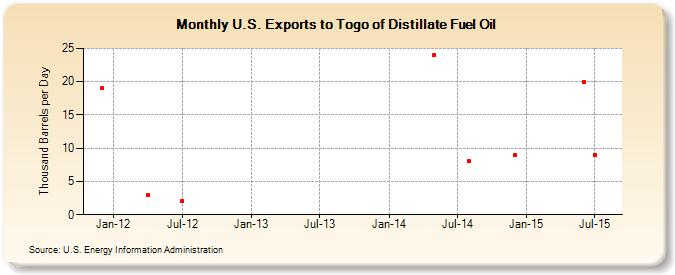 Monthly U.S. Exports to Togo of Distillate Fuel Oil
Thousand Barrels per Day
25
20
15
10
5
0
Jan-12 Jul-12 Jan-13 Jul-13 Jan-14 Jul-14 Jan-15 Jul-15
Source: U.S. Energy Information Administration